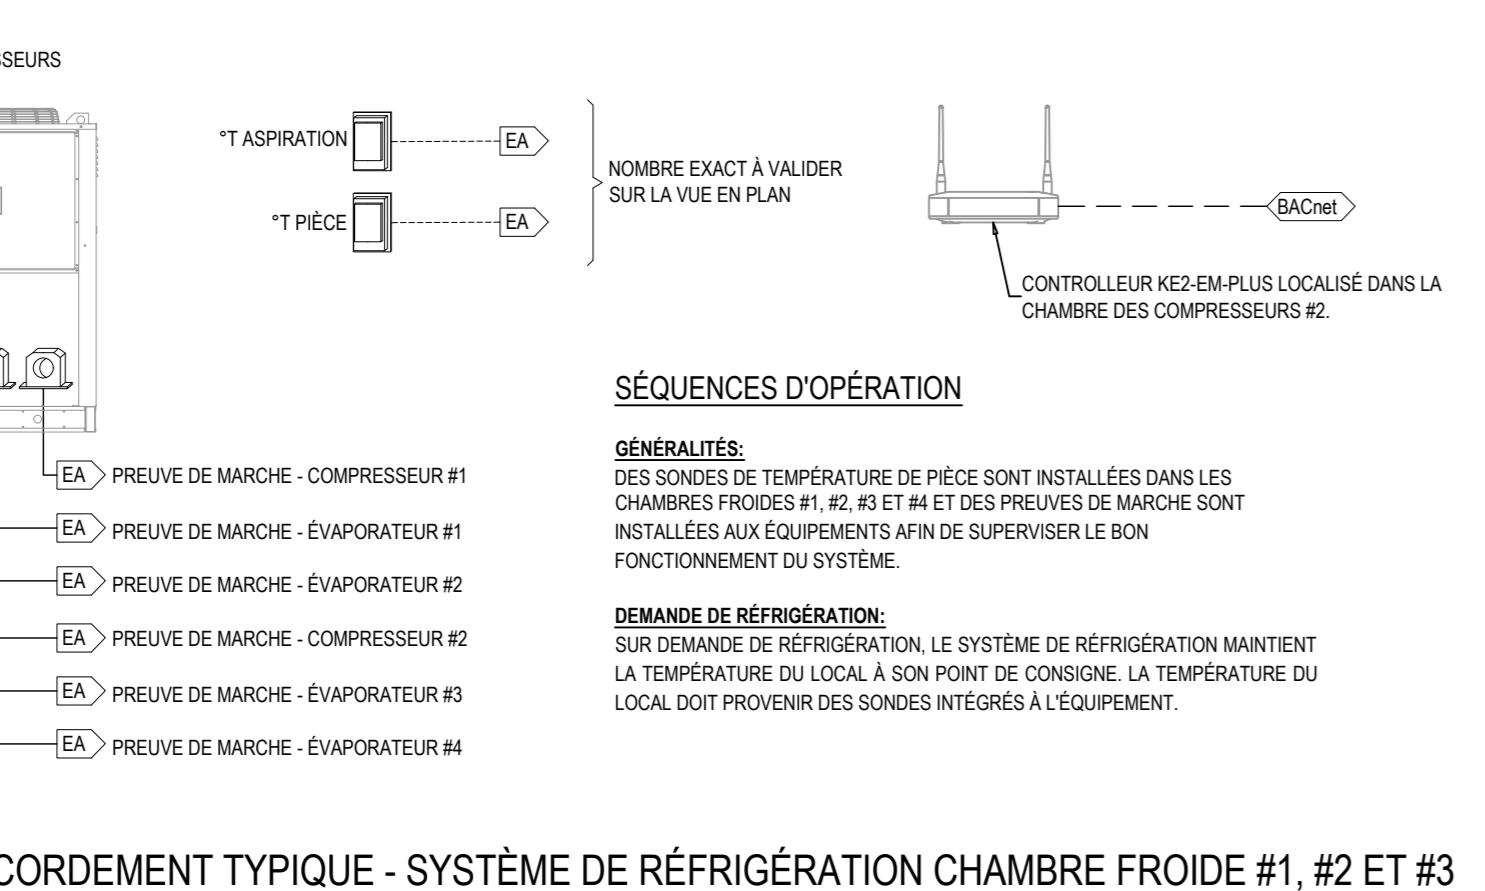 SSEURS
°T ASPIRATION
EA
°T PIÈCE
EA
NOMBRE EXACT À VALIDER
SUR LA VUE EN PLAN
BACnet
CONTROLLEUR KE2-EM-PLUS LOCALISÉ DANS LA
CHAMBRE DES COMPRESSEURS #2.
EA PREUVE DE MARCHE - COMPRESSEUR #1
EA PREUVE DE MARCHE - ÉVAPORATEUR #1
EA PREUVE DE MARCHE - ÉVAPORATEUR #2
EA PREUVE DE MARCHE - COMPRESSEUR #2
EA PREUVE DE MARCHE - ÉVAPORATEUR #3
EA PREUVE DE MARCHE - ÉVAPORATEUR #4
SÉQUENCES D'OPÉRATION
GÉNÉRALITÉS:
DES SONDES DE TEMPÉRATURE DE PIÈCE SONT INSTALLÉES DANS LES
CHAMBRES FROIDES #1, #2, #3 ET #4 ET DES PREUVES DE MARCHE SONT
INSTALLÉES AUX ÉQUIPEMENTS AFIN DE SUPERVISER LE BON
FONCTIONNEMENT DU SYSTÈME.
DEMANDE DE RÉFRIGÉRATION:
SUR DEMANDE DE RÉFRIGÉRATION, LE SYSTÈME DE RÉFRIGÉRATION MAINTIENT
LA TEMPÉRATURE DU LOCAL À SON POINT DE CONSIGNE. LA TEMPÉRATURE DU
LOCAL DOIT PROVENIR DES SONDES INTÉGRÉS À L'ÉQUIPEMENT.
CORDEMENT TYPIQUE - SYSTÈME DE RÉFRIGÉRATION CHAMBRE FROIDE #1, #2 ET #3